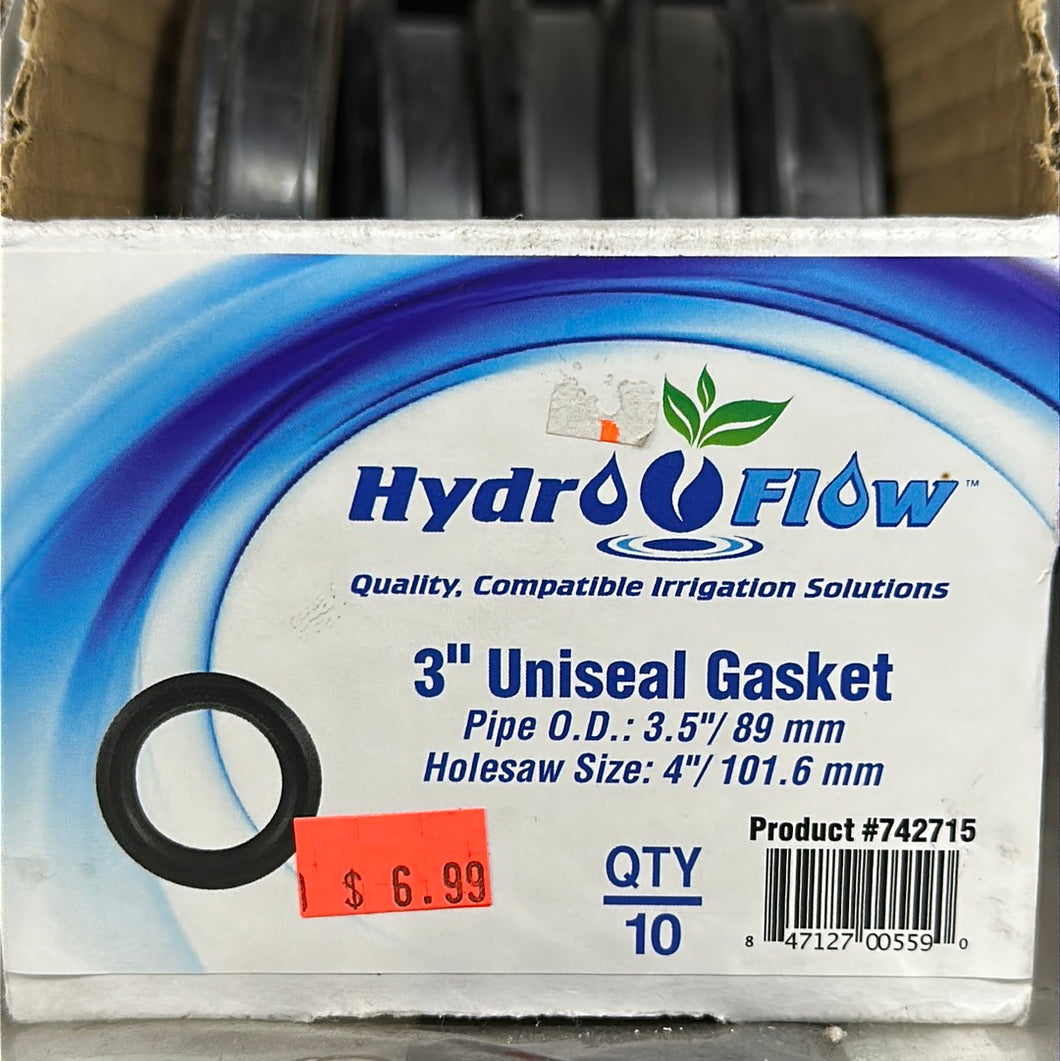 Hydro Flow™
Quality, Compatible Irrigation Solutions
3" Uniseal Gasket
Pipe O.D.: 3.5"/ 89 mm
Holesaw Size: 4"/ 101.6 mm
Product #742715
$ 6.99
QTY
10
8 47127 00559 0